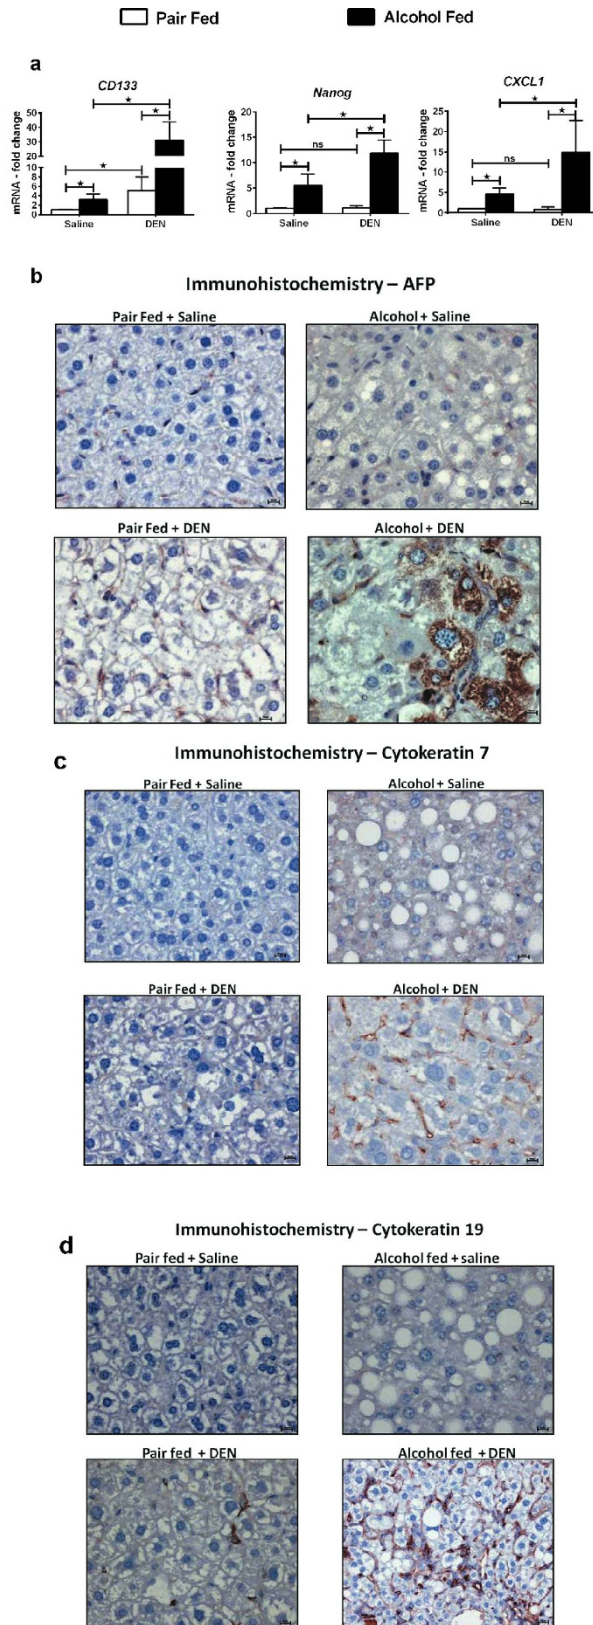 Pair Fed Alcohol Fed
a
CD133 Nanog CXCL1
mRNA - fold change
50
40
30
20
10
8
6
4
2
0
★ ★ ★ ★
Saline DEN
mRNA - fold change
20
15
10
5
0
ns ★ ★ ★
Saline DEN
mRNA - fold change
25
20
15
10
5
0
ns ★ ★ ★
Saline DEN
b
Immunohistochemistry – AFP
Pair Fed + Saline Alcohol + Saline
Pair Fed + DEN Alcohol + DEN
c
Immunohistochemistry – Cytokeratin 7
Pair Fed + Saline Alcohol + Saline
Pair Fed + DEN Alcohol + DEN
d
Immunohistochemistry – Cytokeratin 19
Pair fed + Saline Alcohol fed + saline
Pair fed + DEN Alcohol fed + DEN